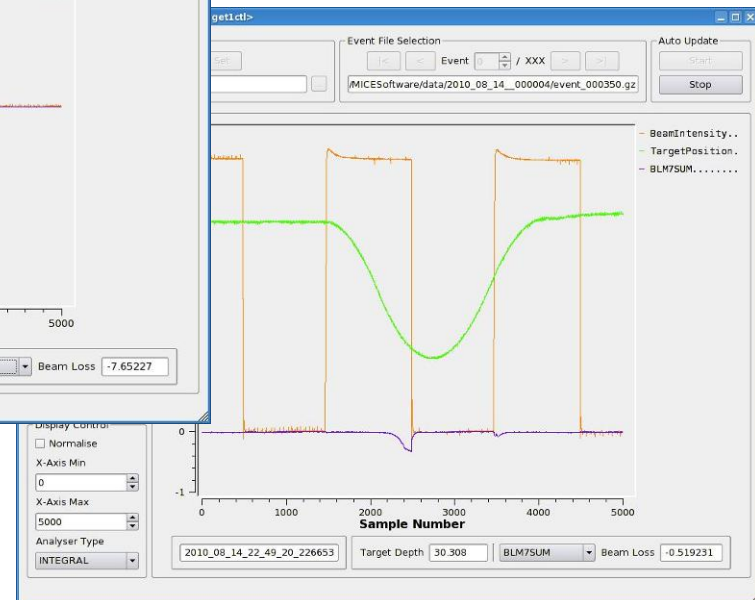 get1ctl>
Event File Selection
Auto Update
Set
|<
<
Event 0 / XXX
>
>|
Start
/MICESoftware/data/2010_08_14__000004/event_000350.gz
Stop
BeamIntensity..
TargetPosition.
BLM7SUM........
5000
Beam Loss -7.65227
Display Control
Normalise
X-Axis Min
0
X-Axis Max
5000
Analyser Type
INTEGRAL
0
-1
0 1000 2000 3000 4000 5000
Sample Number
2010_08_14_22_49_20_226653
Target Depth 30.308
BLM7SUM
Beam Loss -0.519231